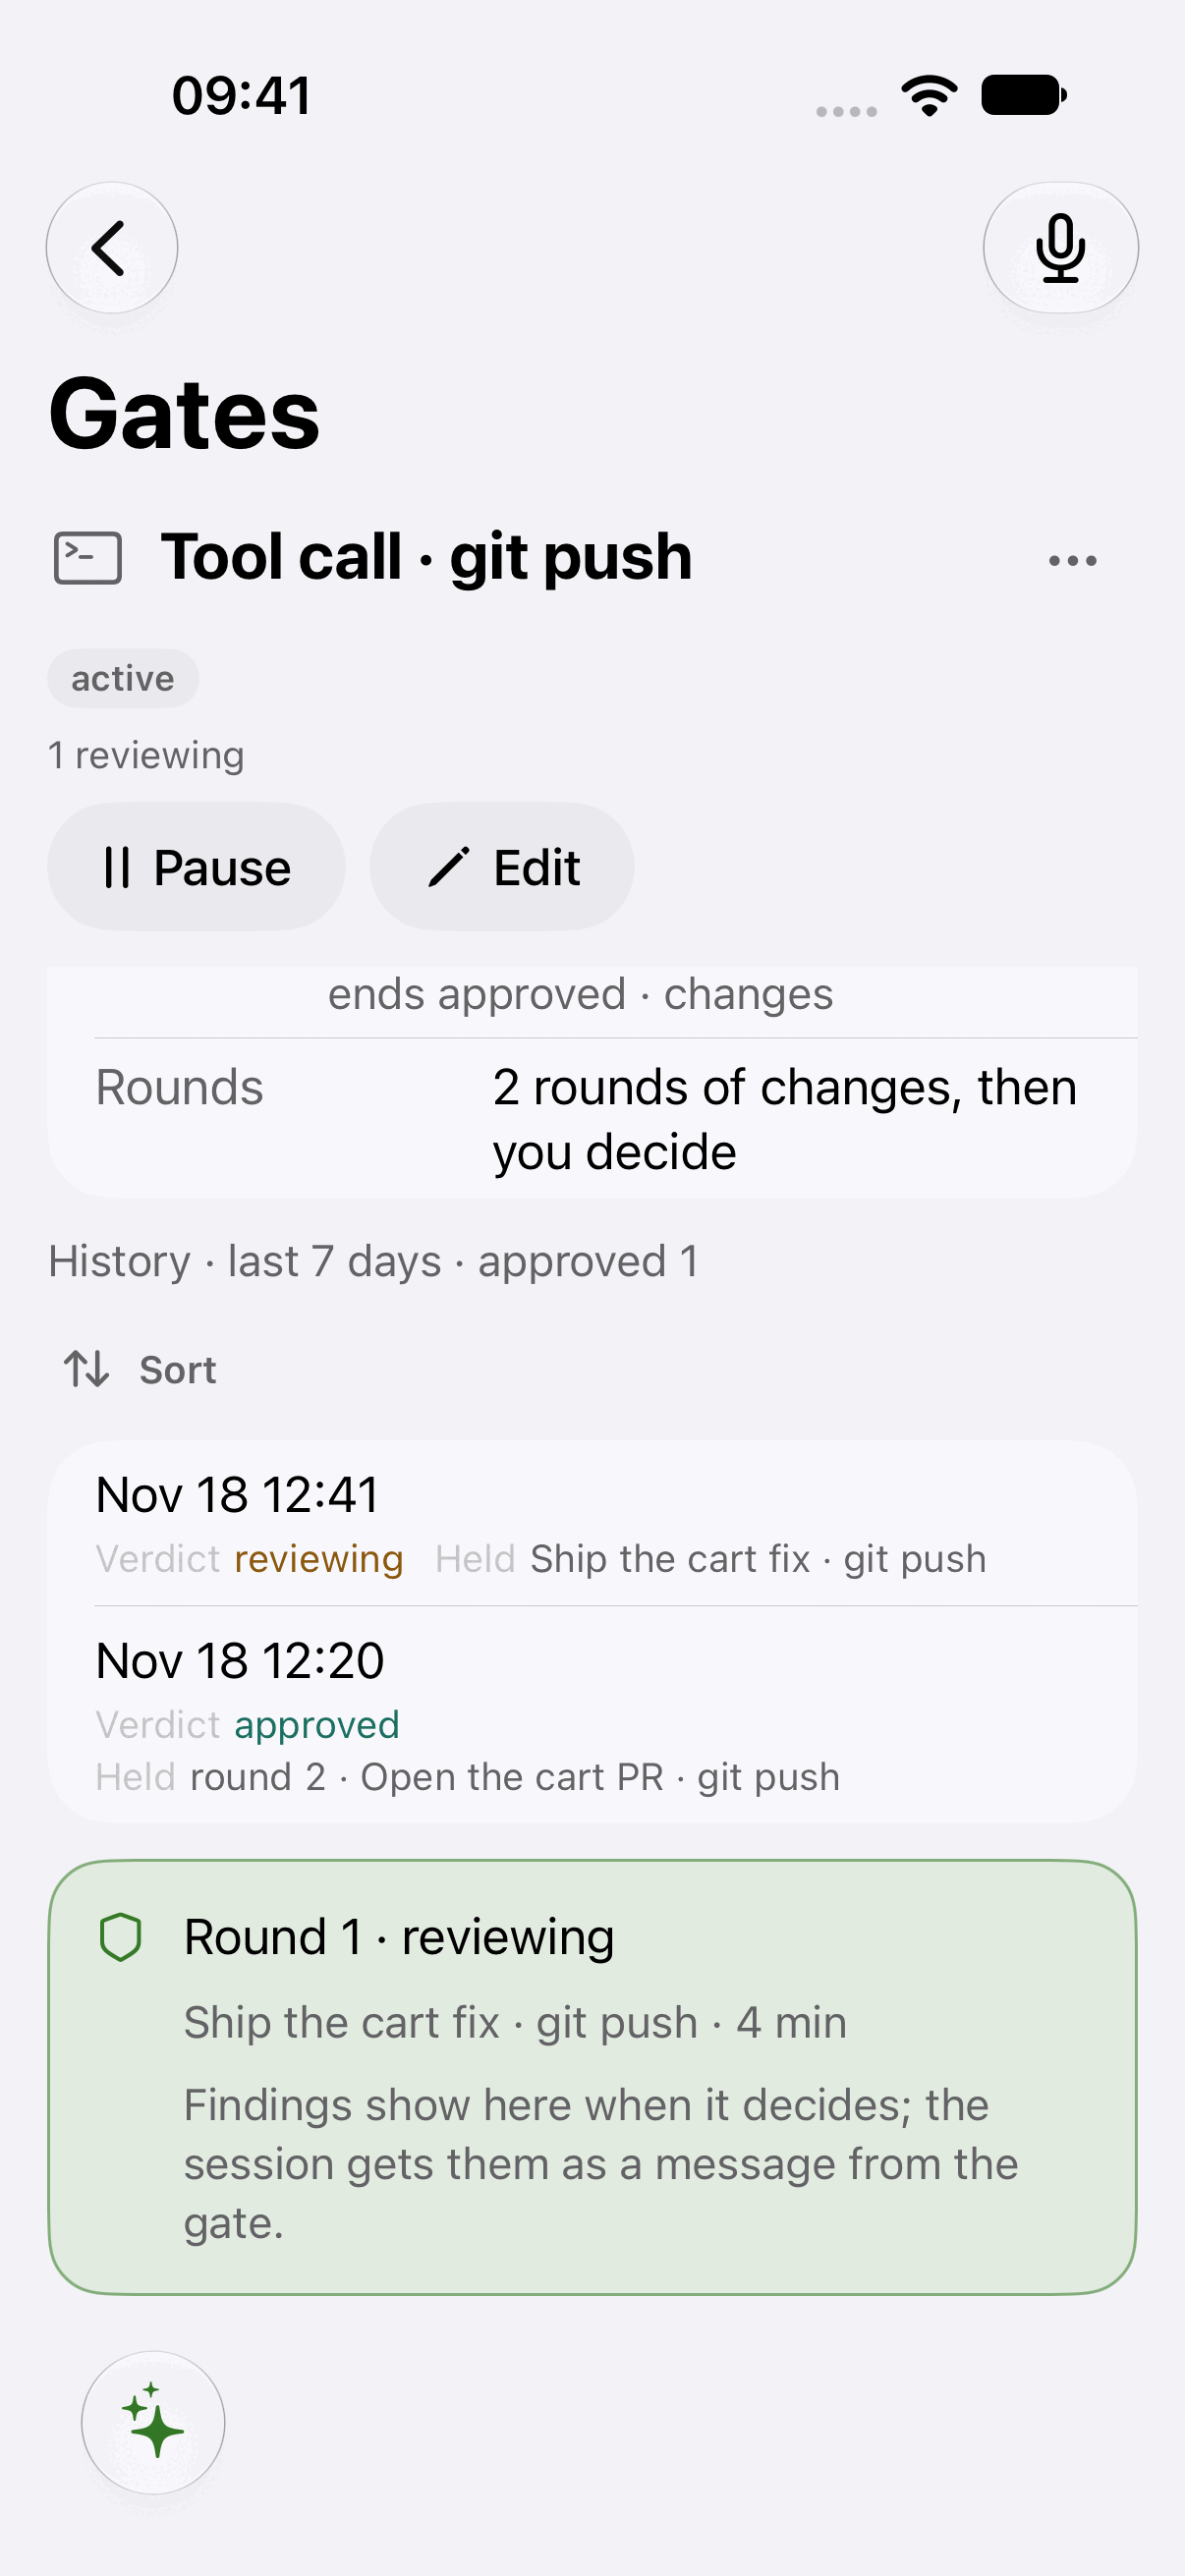 09:41
Gates
Tool call · git push
active
1 reviewing
Pause Edit
ends approved · changes
Rounds 2 rounds of changes, then
you decide
History · last 7 days · approved 1
Sort
Nov 18 12:41
Verdict reviewing Held Ship the cart fix · git push
Nov 18 12:20
Verdict approved
Held round 2 · Open the cart PR · git push
Round 1 · reviewing
Ship the cart fix · git push · 4 min
Findings show here when it decides; the
session gets them as a message from the
gate.